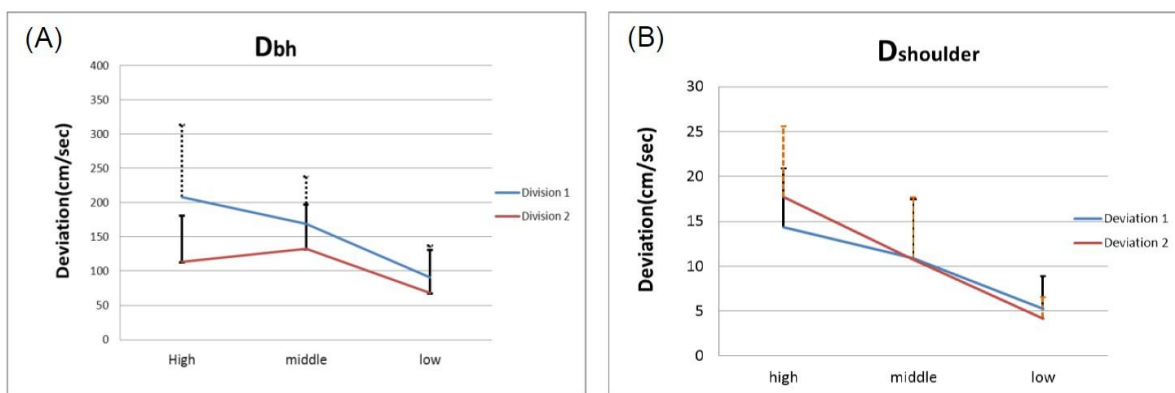 (A)
Dbh
400
350
300
250
200
150
100
50
0
Deviation(cm/sec)
High middle low
Division 1
Division 2
(B)
Dshoulder
30
25
20
15
10
5
0
Deviation(cm/sec)
high middle low
Deviation 1
Deviation 2